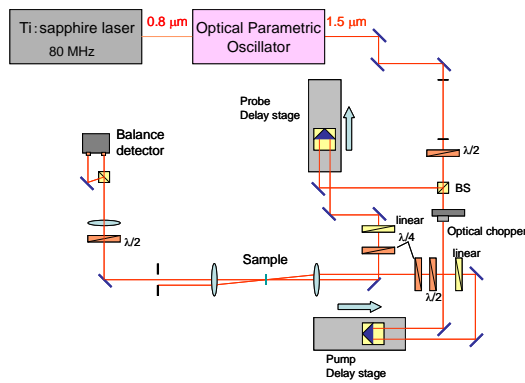 Ti:sapphire laser
80 MHz
0.8 μm
Optical Parametric
Oscillator
1.5 μm
Probe
Delay stage
Balance
detector
λ/2
BS
linear
Optical chopper
λ/2
λ/4
linear
Sample
λ/2
Pump
Delay stage